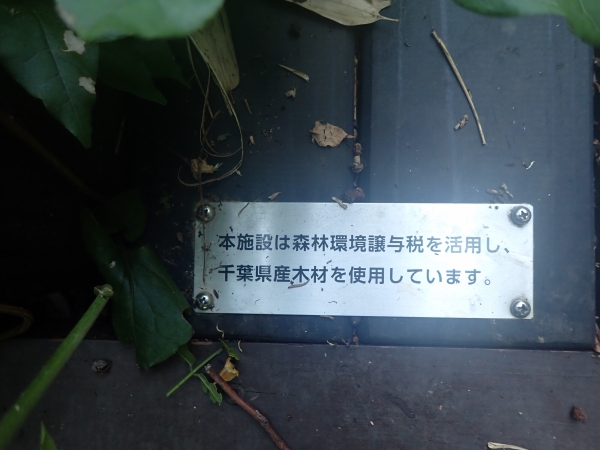 本施設は森林環境譲与税を活用し、
千葉県産木材を使用しています。